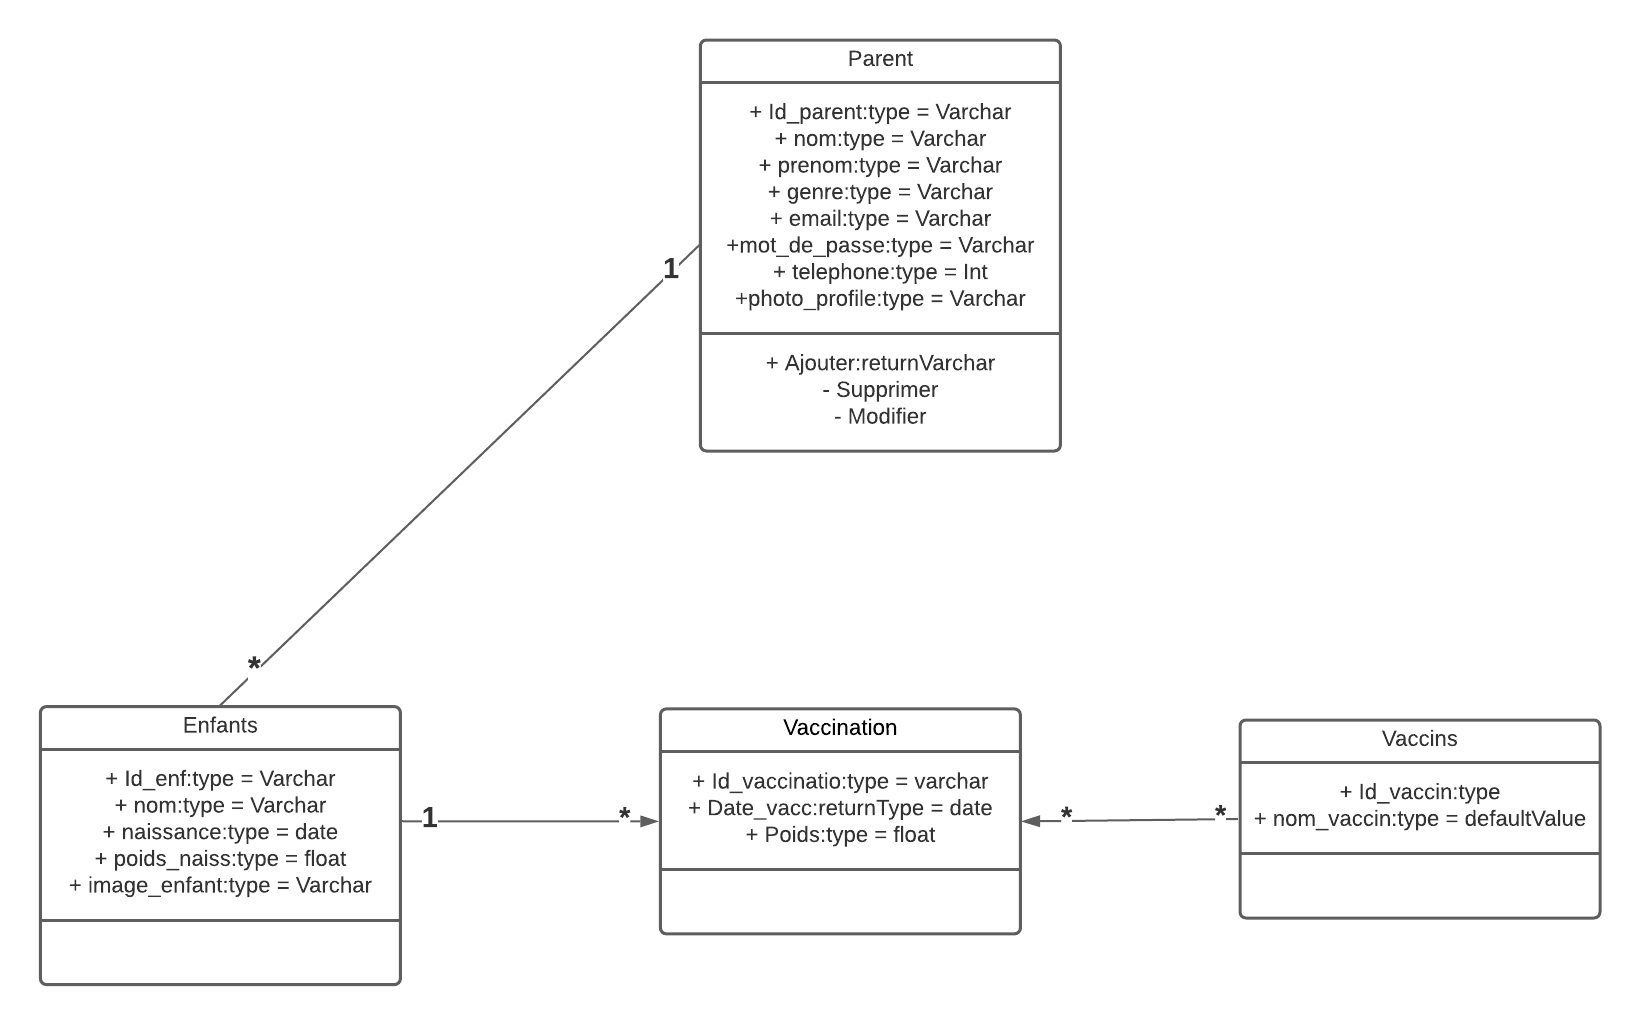 Parent
+ Id_parent:type = Varchar
+ nom:type = Varchar
+ prenom:type = Varchar
+ genre:type = Varchar
+ email:type = Varchar
+mot_de_passe:type = Varchar
+ telephone:type = Int
+photo_profile:type = Varchar
+ Ajouter:returnVarchar
- Supprimer
- Modifier
1
*
Enfants
+ Id_enf:type = Varchar
+ nom:type = Varchar
+ naissance:type = date
+ poids_naiss:type = float
+ image_enfant:type = Varchar
1
*
Vaccination
+ Id_vaccinatio:type = varchar
+ Date_vacc:returnType = date
+ Poids:type = float
*
*
Vaccins
+ Id_vaccin:type
+ nom_vaccin:type = defaultValue